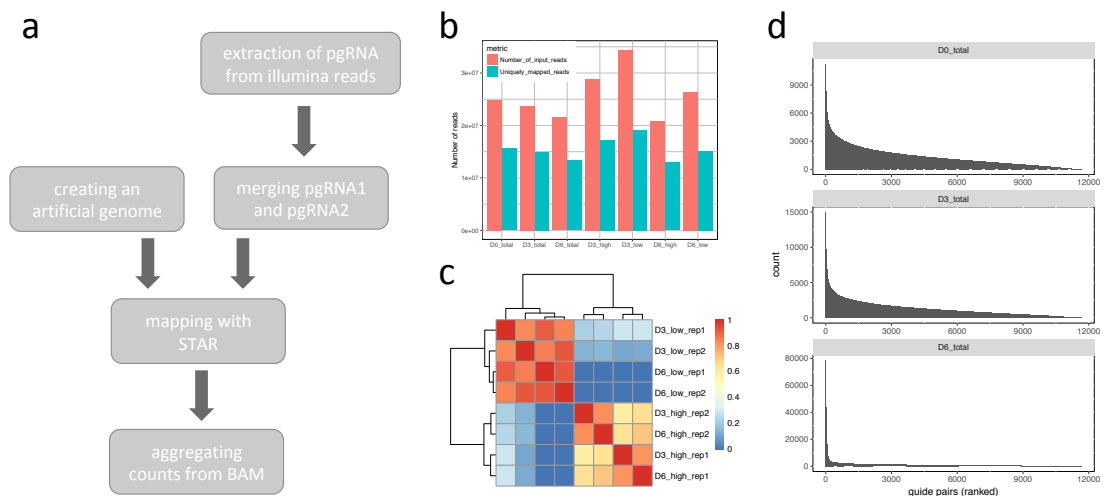 a
extraction of pgRNA
from illumina reads
creating an
artificial genome
merging pgRNA1
and pgRNA2
mapping with
STAR
aggregating
counts from BAM
b
metric
Number_of_input_reads
Uniquely_mapped_reads
Number of reads
3e+07
2e+07
1e+07
0e+00
D0_total D3_total D6_total D3_high D3_low D6_high D6_low
c
D3_low_rep1
D3_low_rep2
D6_low_rep1
D6_low_rep2
D3_high_rep2
D6_high_rep2
D3_high_rep1
D6_high_rep1
1
0.8
0.6
0.4
0.2
0
d
D0_total
9000
6000
3000
0
0 3000 6000 9000 12000
D3_total
15000
10000
5000
0
0 3000 6000 9000 12000
count
D6_total
80000
60000
40000
20000
0
0 3000 6000 9000 12000
guide pairs (ranked)